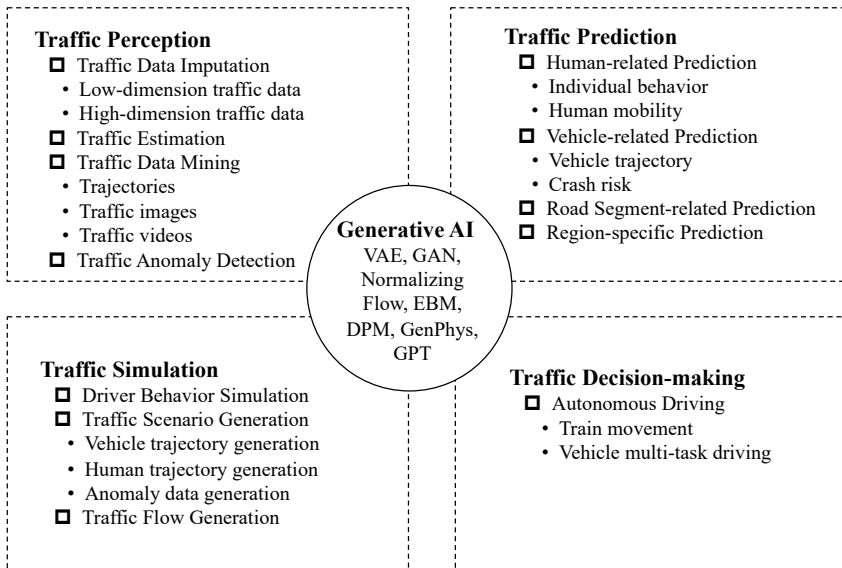 Traffic Perception
Traffic Data Imputation
• Low-dimension traffic data
• High-dimension traffic data
Traffic Estimation
Traffic Data Mining
• Trajectories
• Traffic images
• Traffic videos
Traffic Anomaly Detection
Traffic Prediction
Human-related Prediction
• Individual behavior
• Human mobility
Vehicle-related Prediction
• Vehicle trajectory
• Crash risk
Road Segment-related Prediction
Region-specific Prediction
Generative AI
VAE, GAN,
Normalizing
Flow, EBM,
DPM, GenPhys,
GPT
Traffic Simulation
Driver Behavior Simulation
Traffic Scenario Generation
• Vehicle trajectory generation
• Human trajectory generation
• Anomaly data generation
Traffic Flow Generation
Traffic Decision-making
Autonomous Driving
• Train movement
• Vehicle multi-task driving